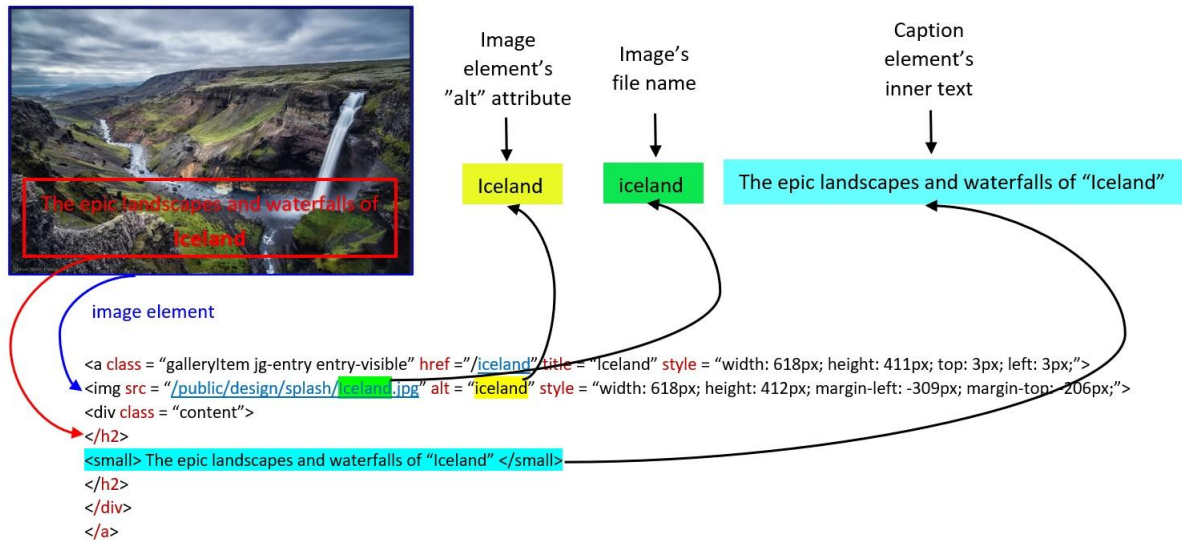 Image
element's
"alt" attribute
Image's
file name
Caption
element's
inner text
Iceland
iceland
The epic landscapes and waterfalls of “Iceland”
The epic landscapes and waterfalls of
Iceland
image element
<a class = “galleryItem jg-entry entry-visible” href =”/iceland” title = “Iceland” style = “width: 618px; height: 411px; top: 3px; left: 3px;”>
<img src = “/public/design/splash/Iceland.jpg” alt = “iceland” style = “width: 618px; height: 412px; margin-left: -309px; margin-top: -206px;”>
<div class = “content”>
</h2>
<small> The epic landscapes and waterfalls of “Iceland” </small>
</h2>
</div>
</a>